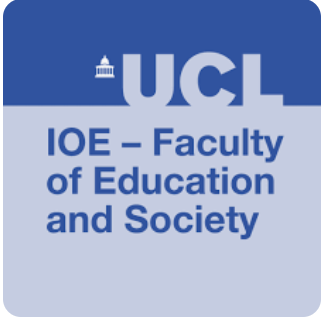 UCL
IOE – Faculty
of Education
and Society